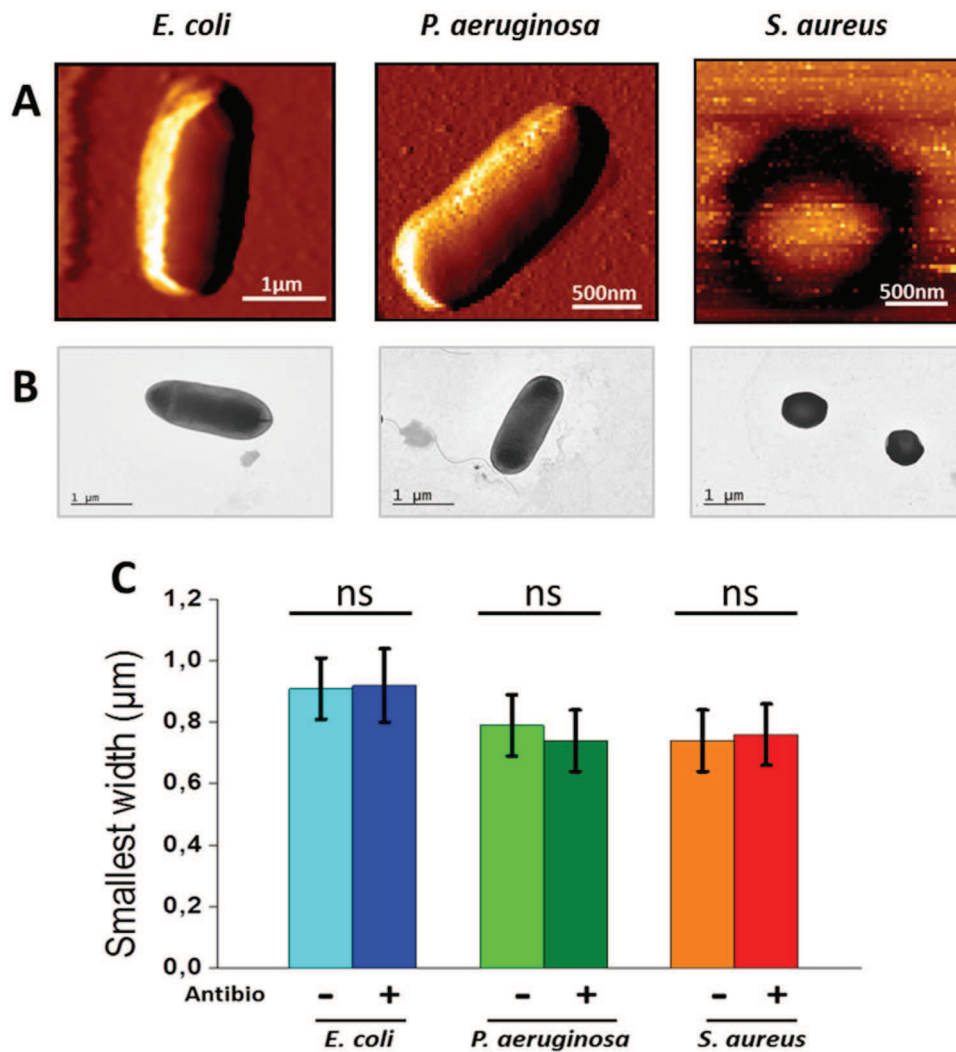 E. coli P. aeruginosa S. aureus
A
1µm 500nm 500nm
B
1 µm 1 µm 1 µm
C
ns ns ns
Smallest width (µm)
1,2
1,0
0,8
0,6
0,4
0,2
0,0
Antibio - + - + - +
E. coli P. aeruginosa S. aureus